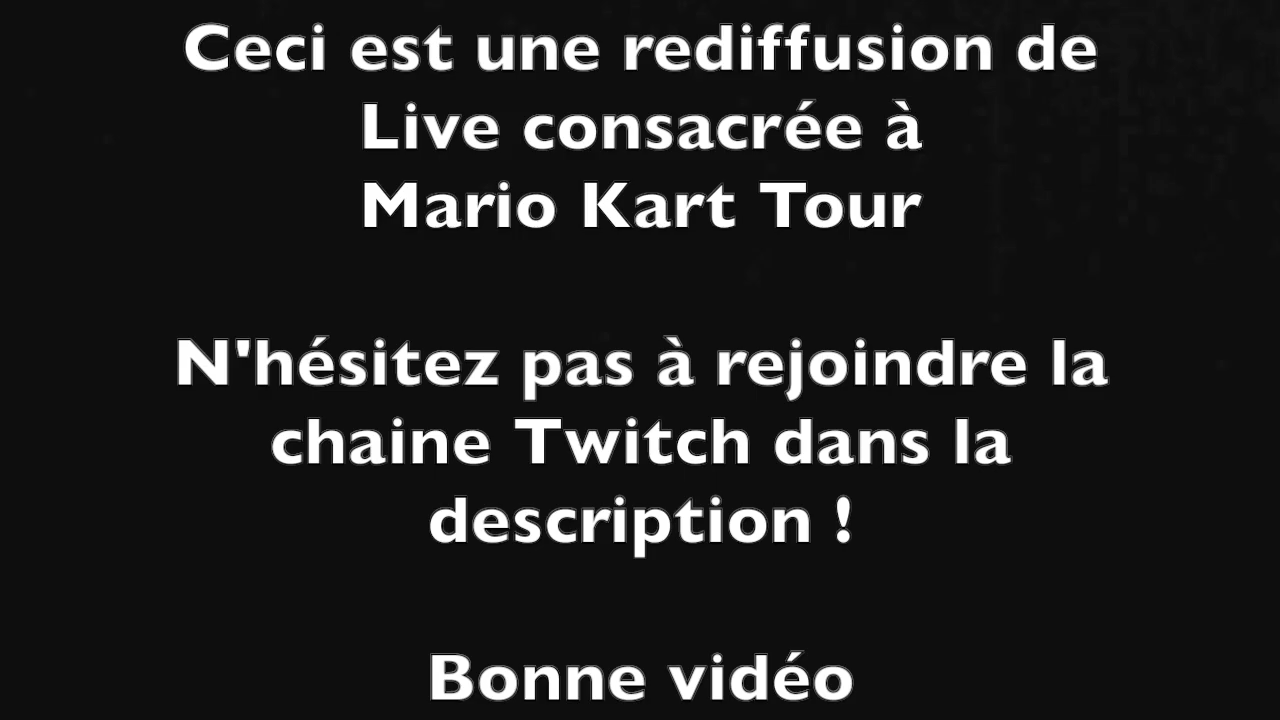 Ceci est une rediffusion de
Live consacrée à
Mario Kart Tour
N'hésitez pas à rejoindre la
chaine Twitch dans la
description !
Bonne vidéo